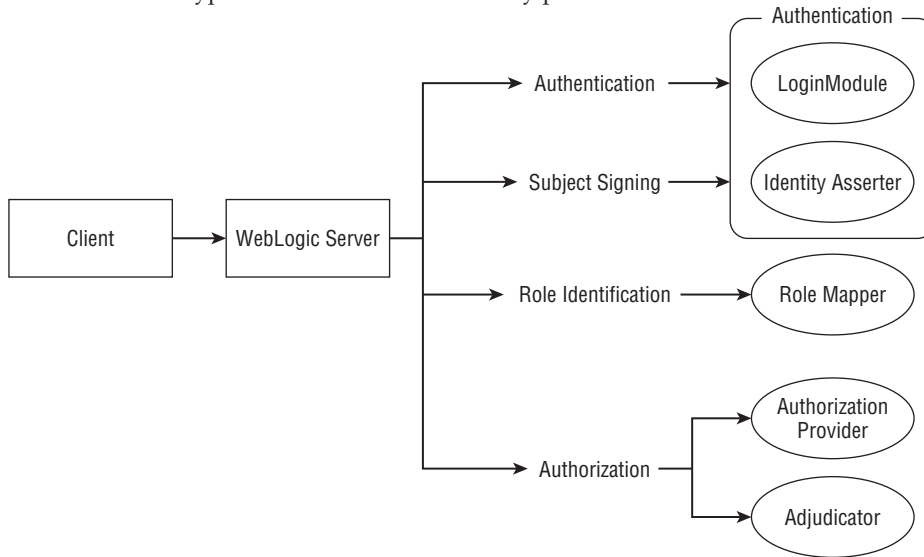 Authentication
Authentication
LoginModule
Subject Signing
Identity Asserter
Client
WebLogic Server
Role Identification
Role Mapper
Authorization
Provider
Authorization
Adjudicator